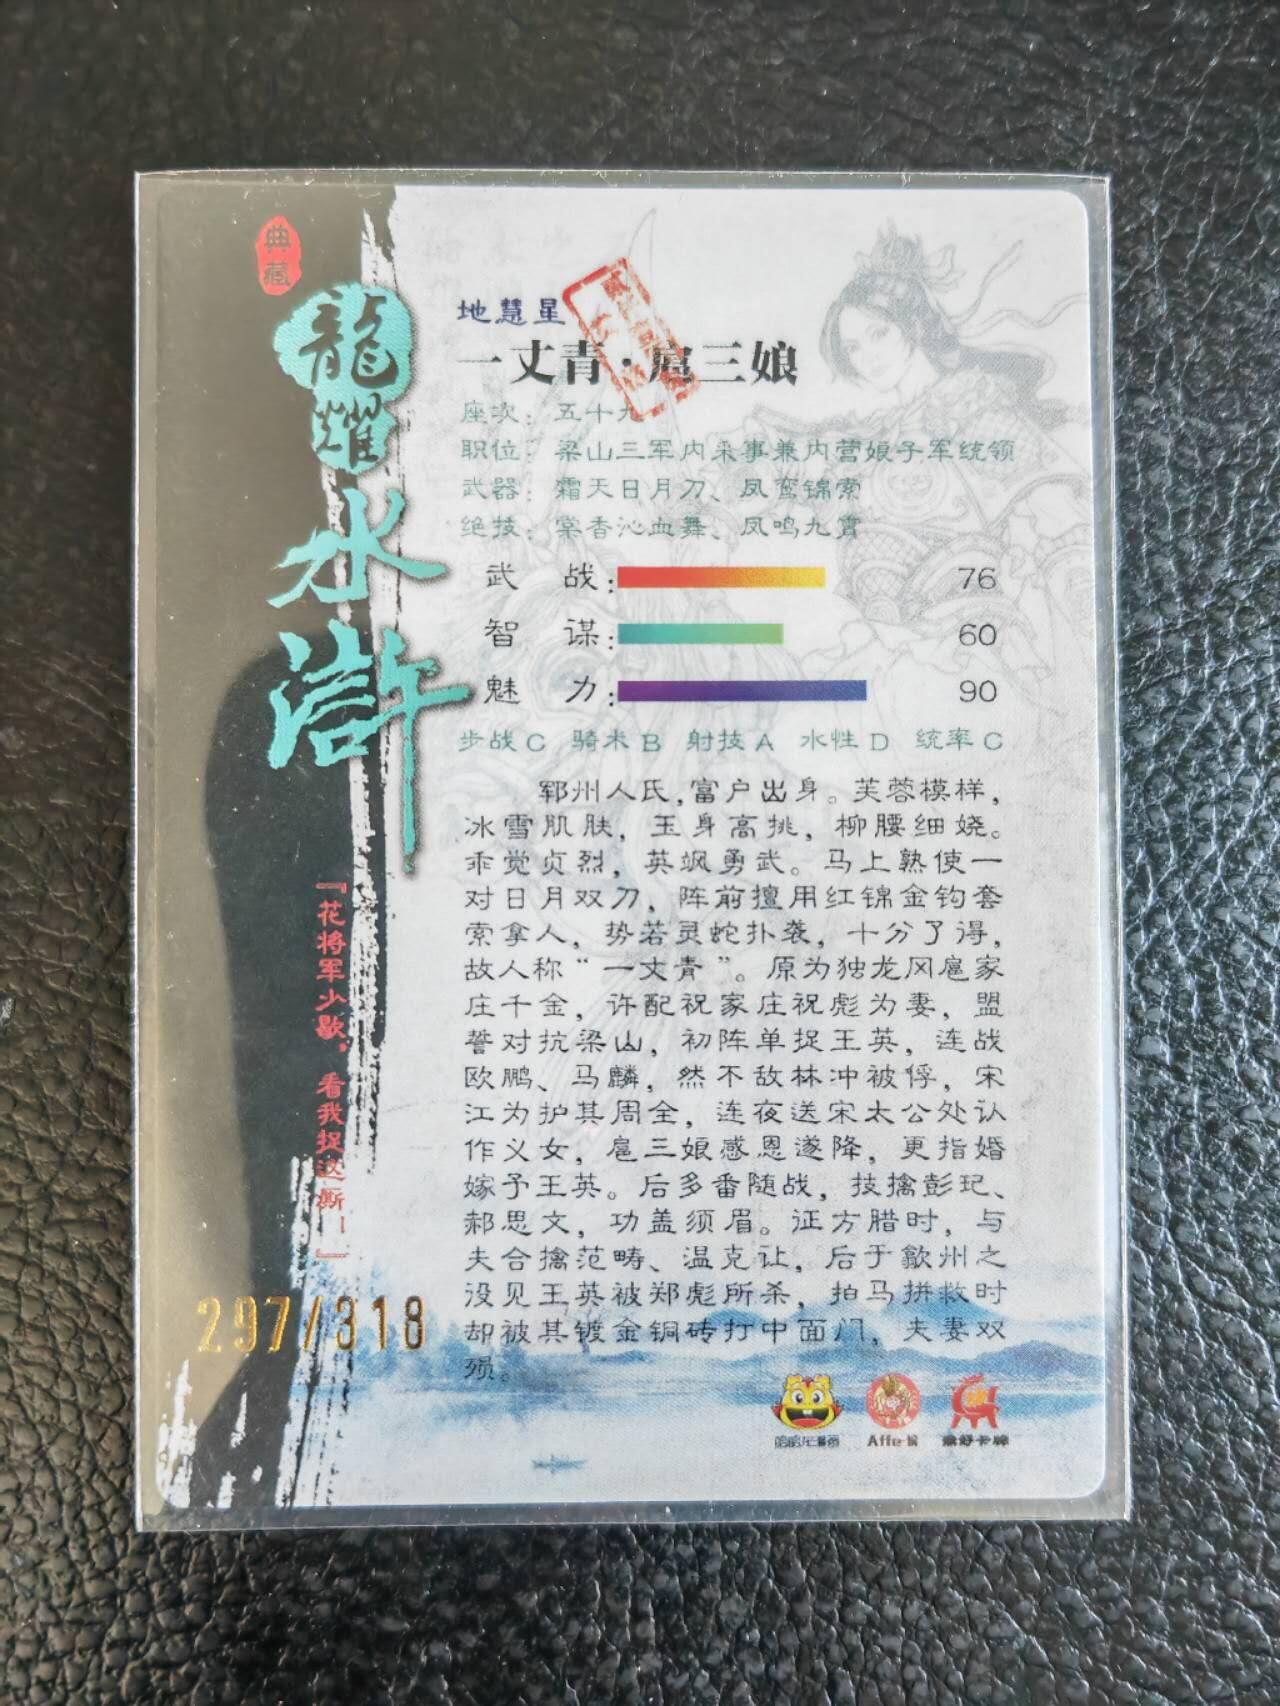 典藏
龍耀水滸
『花将军少歇，看我捉这厮！』
297/318
地慧星
一丈青·扈三娘
座次：五十九
职位：梁山三军内采事兼内营娘子军统领
武器：霜天日月刀、凤鸾锦索
绝技：棠香沁血舞、凤鸣九霄
武 战：76
智 谋：60
魅 力：90
步战C 骑术B 射技A 水性D 统率C
郓州人氏，富户出身。芙蓉模样，
冰雪肌肤，玉身高挑，柳腰细娆。
乖觉贞烈，英飒勇武。马上熟使一
对日月双刀，阵前擅用红锦金钩套
索拿人，势若灵蛇扑袭，十分了得，
故人称“一丈青”。原为独龙冈扈家
庄千金，许配祝家庄祝彪为妻，盟
誓对抗梁山，初阵单捉王英，连战
欧鹏、马麟，然不敌林冲被俘，宋
江为护其周全，连夜送宋太公处认
作义女，扈三娘感恩遂降，更指婚
嫁予王英。后多番随战，技擒彭玘、
郝思文，功盖须眉。征方腊时，与
夫合擒范畴、温克让，后于歙州之
没见王英被郑彪所杀，拍马拼救时
却被其镀金铜砖打中面门，夫妻双
殒。